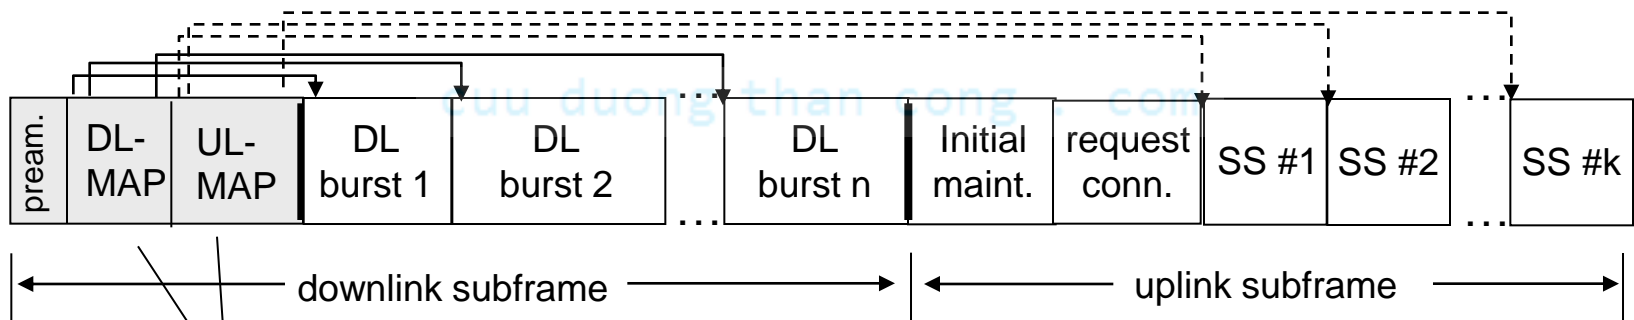 cuu duong than cong . com
pream.
DL-
MAP
UL-
MAP
DL
burst 1
DL
burst 2
...
...
DL
burst n
Initial
maint.
request
conn.
SS #1
SS #2
...
...
SS #k
downlink subframe
uplink subframe